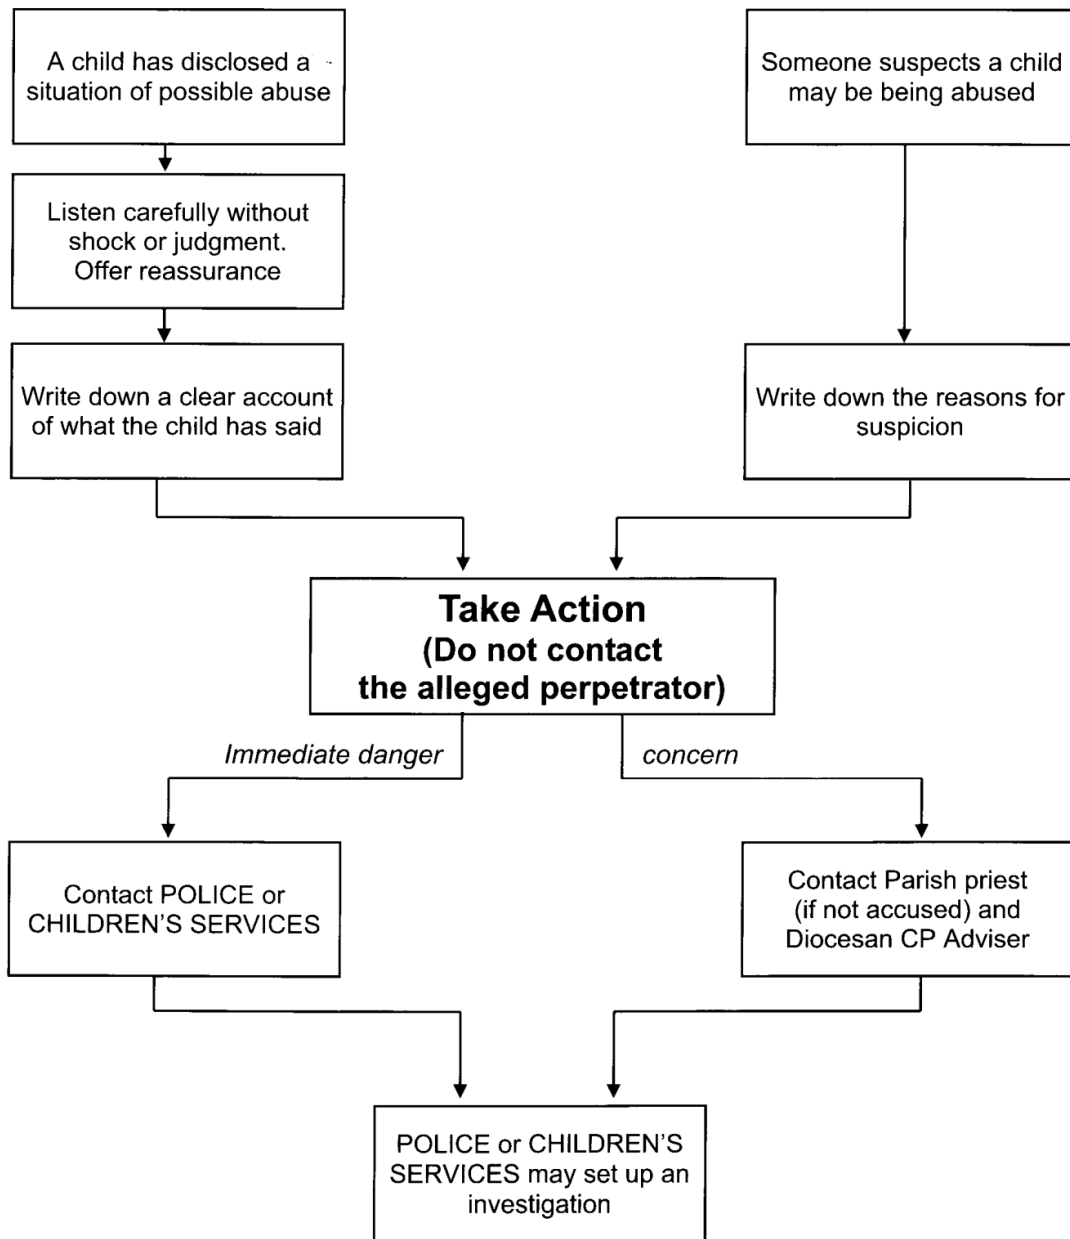 A child has disclosed a
situation of possible abuse
Someone suspects a child
may be being abused
Listen carefully without
shock or judgment.
Offer reassurance
Write down a clear account
of what the child has said
Write down the reasons for
suspicion
Take Action
(Do not contact
the alleged perpetrator)
Immediate danger
concern
Contact POLICE or
CHILDREN'S SERVICES
Contact Parish priest
(if not accused) and
Diocesan CP Adviser
POLICE or CHILDREN'S
SERVICES may set up an
investigation